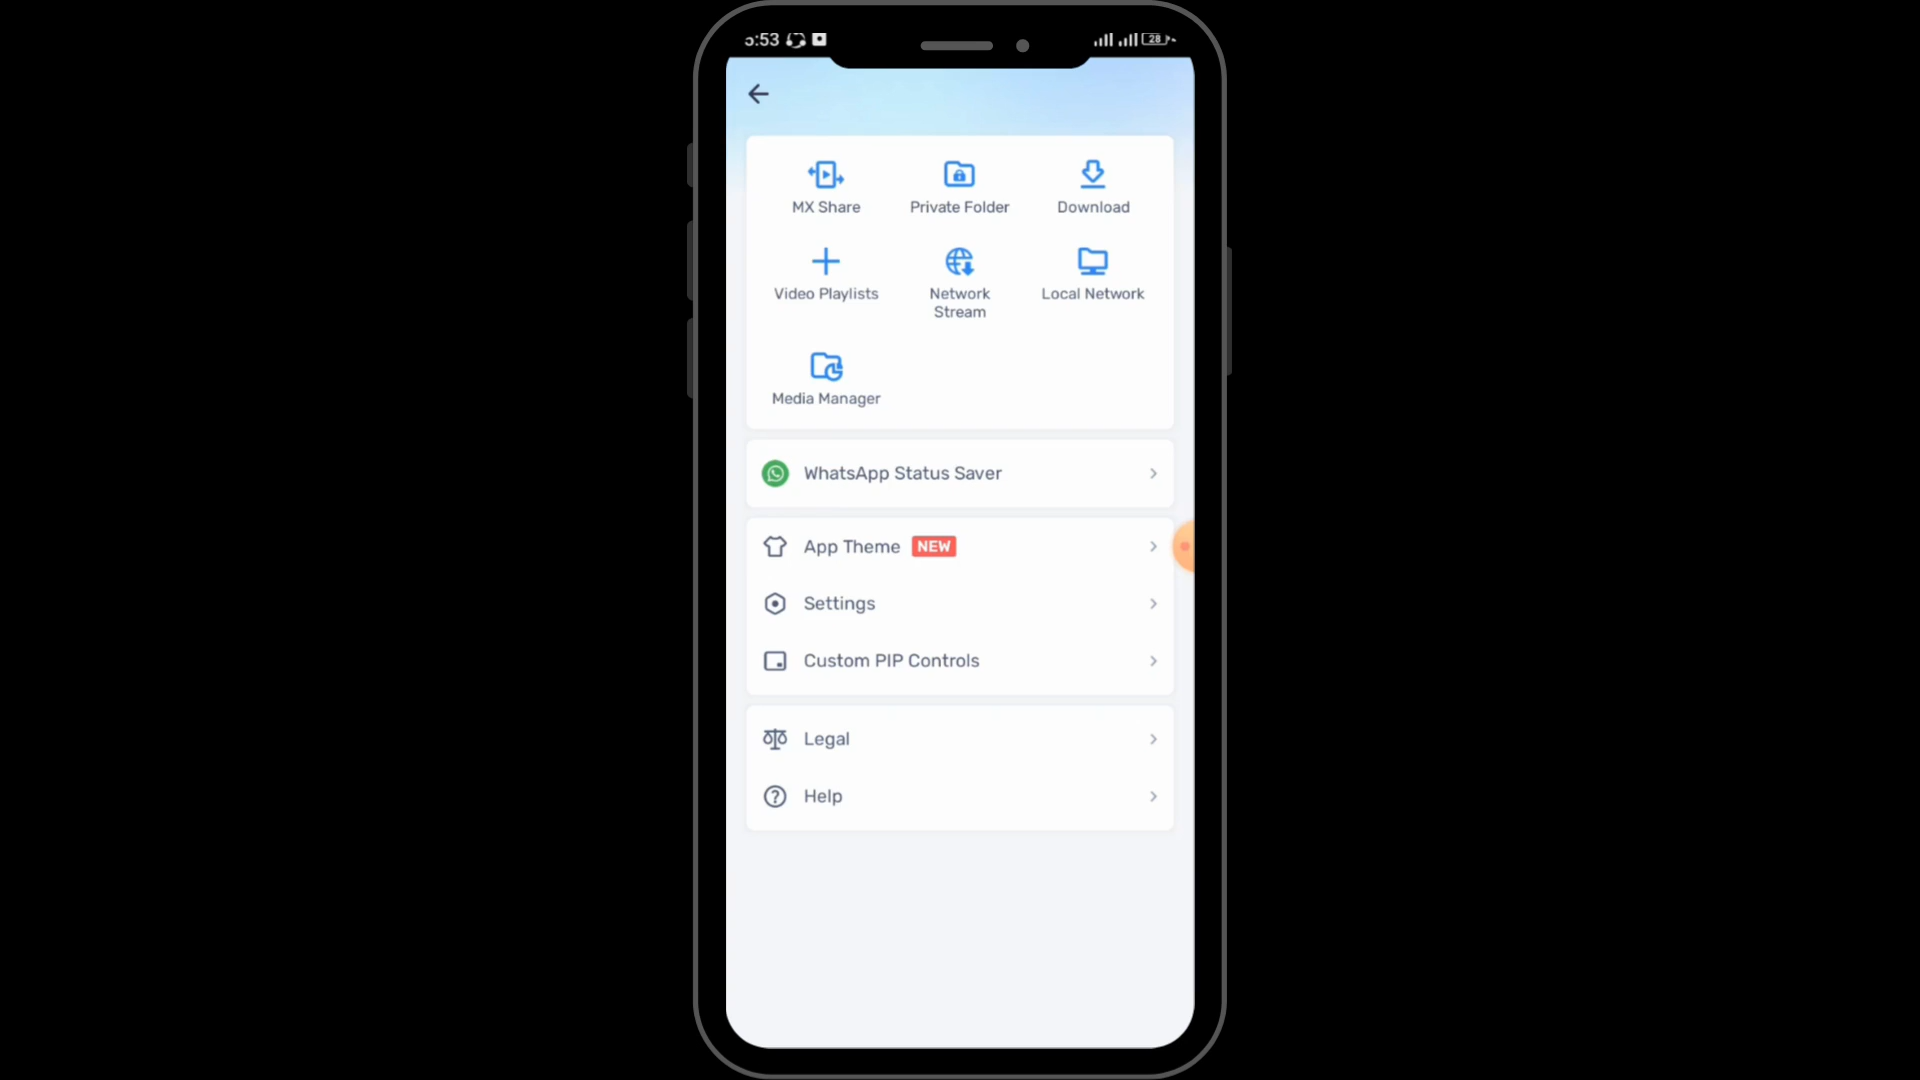 :53
28
MX Share
Private Folder
Download
Video Playlists
Network
Stream
Local Network
Media Manager
WhatsApp Status Saver
App Theme NEW
Settings
Custom PIP Controls
Legal
Help